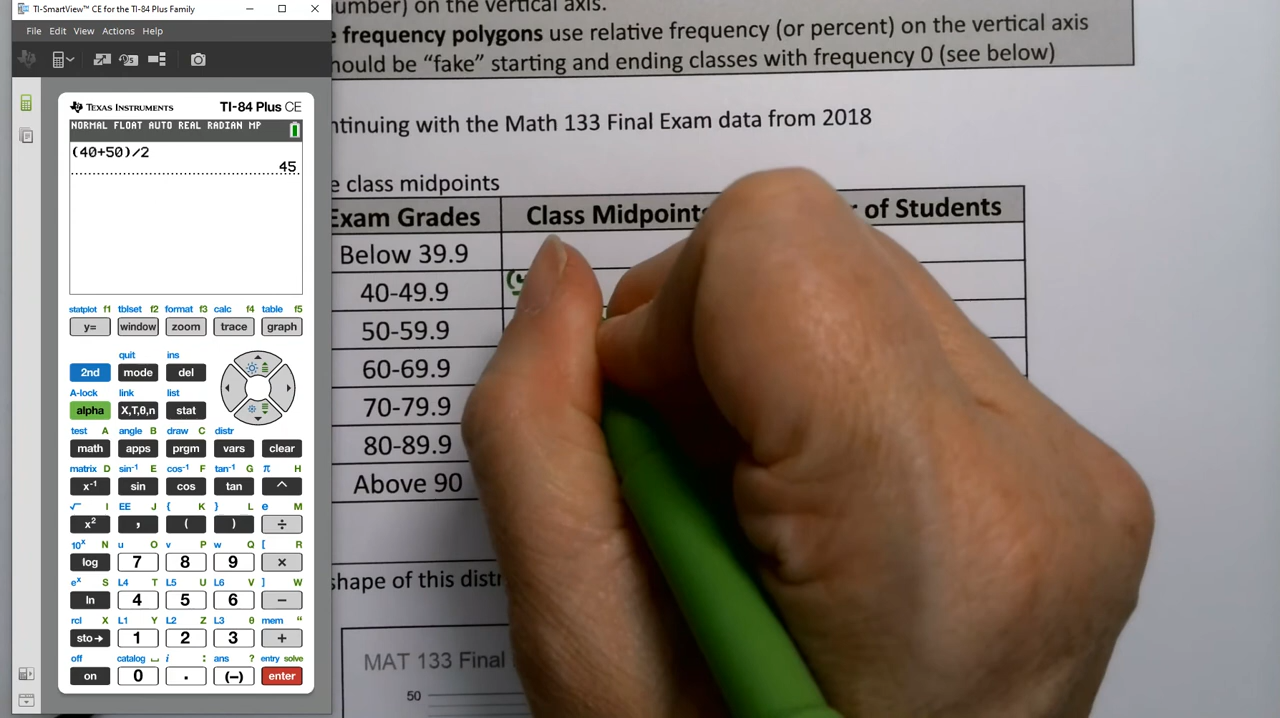 TI-SmartView™ CE for the TI-84 Plus Family
File Edit View Actions Help
TEXAS INSTRUMENTS TI-84 Plus CE
NORMAL FLOAT AUTO REAL RADIAN MP
(40+50)/2
45
statplot f1 tblset f2 format f3 calc f4 table f5
y= window zoom trace graph
quit ins
2nd mode del
A-lock link list
alpha X,T,θ,n stat
test A angle B draw C distr
math apps prgm vars clear
matrix D sin⁻¹ E cos⁻¹ F tan⁻¹ G π H
x⁻¹ sin cos tan ^
√ I EE J { K } L e M
x² , ( ) ÷
10ˣ N u O v P w Q [ R
log 7 8 9 ×
eˣ S L4 T L5 U L6 V ] W
ln 4 5 6 −
rcl X L1 Y L2 Z L3 θ mem "
sto→ 1 2 3 +
off catalog i : ans ? entry solve
on 0 . (−) enter
number) on the vertical axis.
frequency polygons use relative frequency (or percent) on the vertical axis
should be “fake” starting and ending classes with frequency 0 (see below)
ntinuing with the Math 133 Final Exam data from 2018
e class midpoints
Exam Grades Class Midpoints of Students
Below 39.9
40-49.9
50-59.9
60-69.9
70-79.9
80-89.9
Above 90
shape of this distr
MAT 133 Final
50